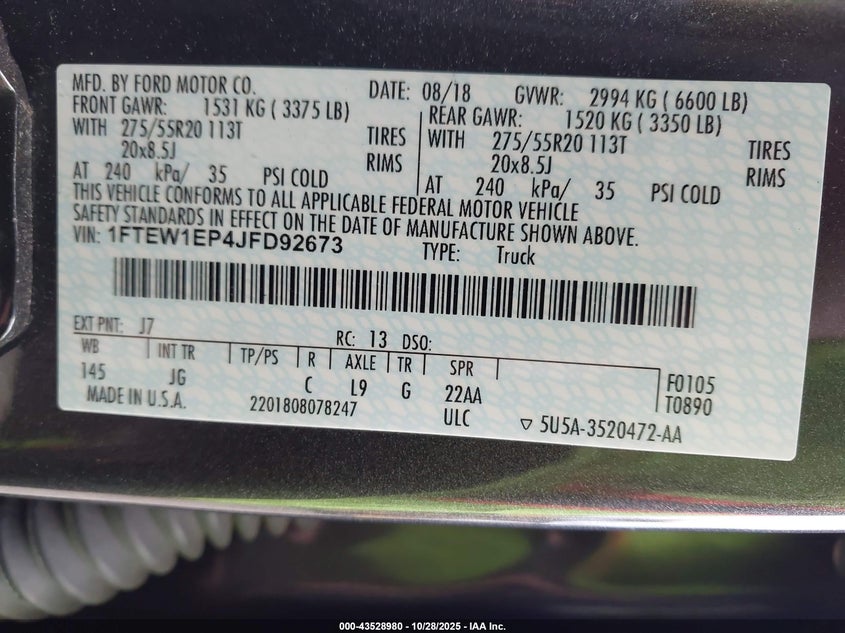 MFD. BY FORD MOTOR CO. DATE: 08/18 GVWR: 2994 KG ( 6600 LB)
FRONT GAWR: 1531 KG ( 3375 LB) REAR GAWR: 1520 KG ( 3350 LB)
WITH 275/55R20 113T TIRES WITH 275/55R20 113T TIRES
20x8.5J RIMS 20x8.5J RIMS
AT 240 kPa/ 35 PSI COLD AT 240 kPa/ 35 PSI COLD
THIS VEHICLE CONFORMS TO ALL APPLICABLE FEDERAL MOTOR VEHICLE
SAFETY STANDARDS IN EFFECT ON THE DATE OF MANUFACTURE SHOWN ABOVE.
VIN: 1FTEW1EP4JFD92673 TYPE: Truck
EXT PNT: J7 RC: 13 DSO:
WB INT TR TP/PS R AXLE TR SPR
145 JG C L9 G 22AA F0105
ULC T0890
MADE IN U.S.A. 2201808078247 ▽ 5U5A-3520472-AA
000-43528980 | 10/28/2025 - IAA Inc.